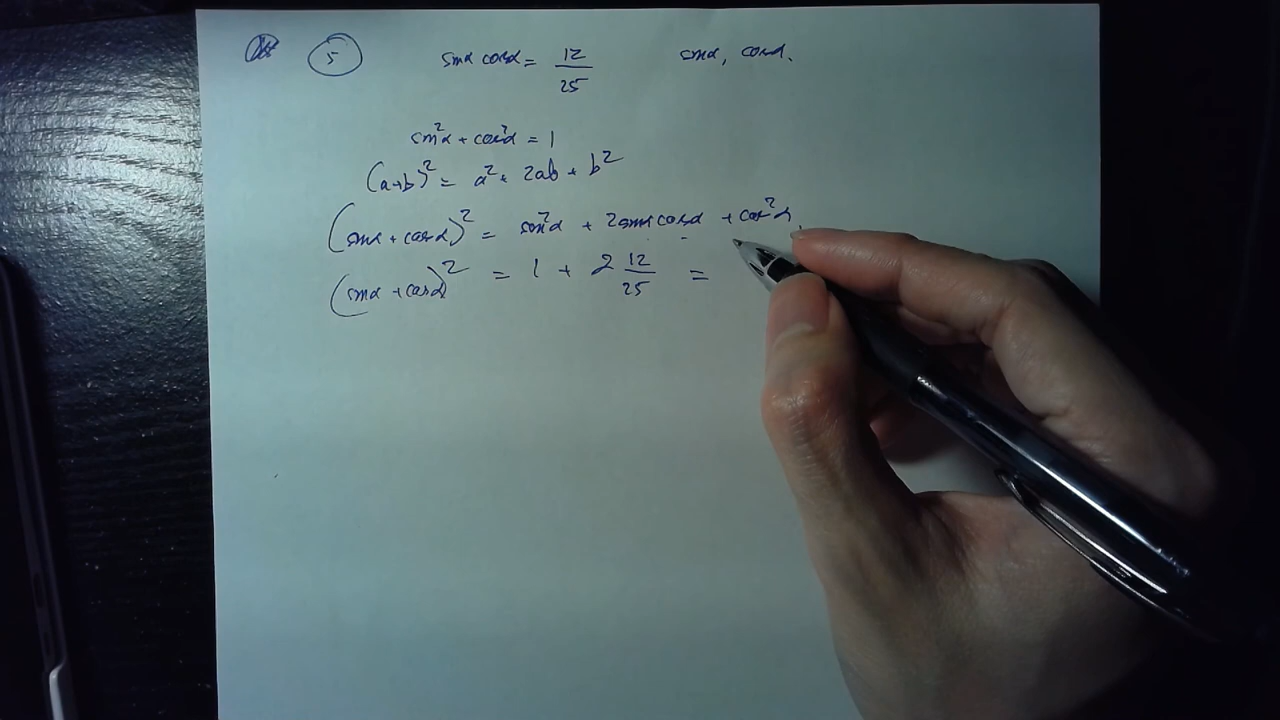 5 sinα cosα = 12/25 sinα, cosα.
sin²α + cos²α = 1
(a+b)² = a² + 2ab + b²
(sinα + cosα)² = sin²α + 2sinα cosα + cos²α
(sinα + cosα)² = 1 + 2 12/25 =